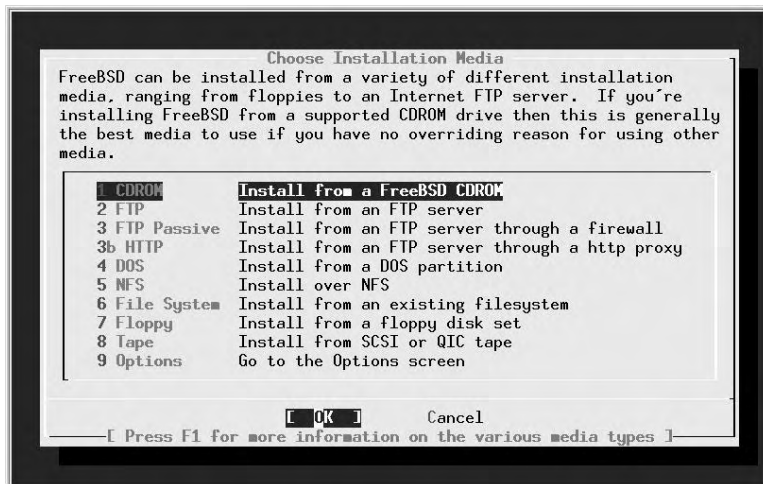 Choose Installation Media
FreeBSD can be installed from a variety of different installation
media, ranging from floppies to an Internet FTP server. If you're
installing FreeBSD from a supported CDROM drive then this is generally
the best media to use if you have no overriding reason for using other
media.
1 CDROM Install from a FreeBSD CDROM
2 FTP Install from an FTP server
3 FTP Passive Install from an FTP server through a firewall
3b HTTP Install from an FTP server through a http proxy
4 DOS Install from a DOS partition
5 NFS Install over NFS
6 File System Install from an existing filesystem
7 Floppy Install from a floppy disk set
8 Tape Install from SCSI or QIC tape
9 Options Go to the Options screen
[ OK ] Cancel
[ Press F1 for more information on the various media types ]